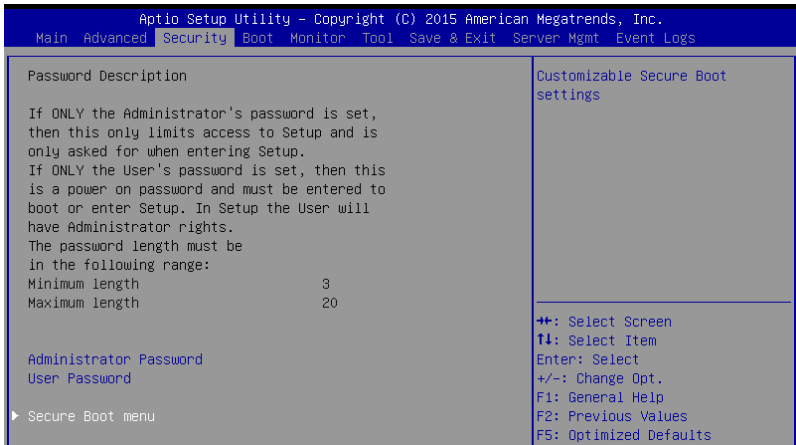 Aptio Setup Utility – Copyright (C) 2015 American Megatrends, Inc.
Main Advanced Security Boot Monitor Tool Save & Exit Server Mgmt Event Logs
Password Description
If ONLY the Administrator's password is set,
then this only limits access to Setup and is
only asked for when entering Setup.
If ONLY the User's password is set, then this
is a power on password and must be entered to
boot or enter Setup. In Setup the User will
have Administrator rights.
The password length must be
in the following range:
Minimum length 3
Maximum length 20
Administrator Password
User Password
► Secure Boot menu
Customizable Secure Boot
settings
→←: Select Screen
↑↓: Select Item
Enter: Select
+/-: Change Opt.
F1: General Help
F2: Previous Values
F5: Optimized Defaults